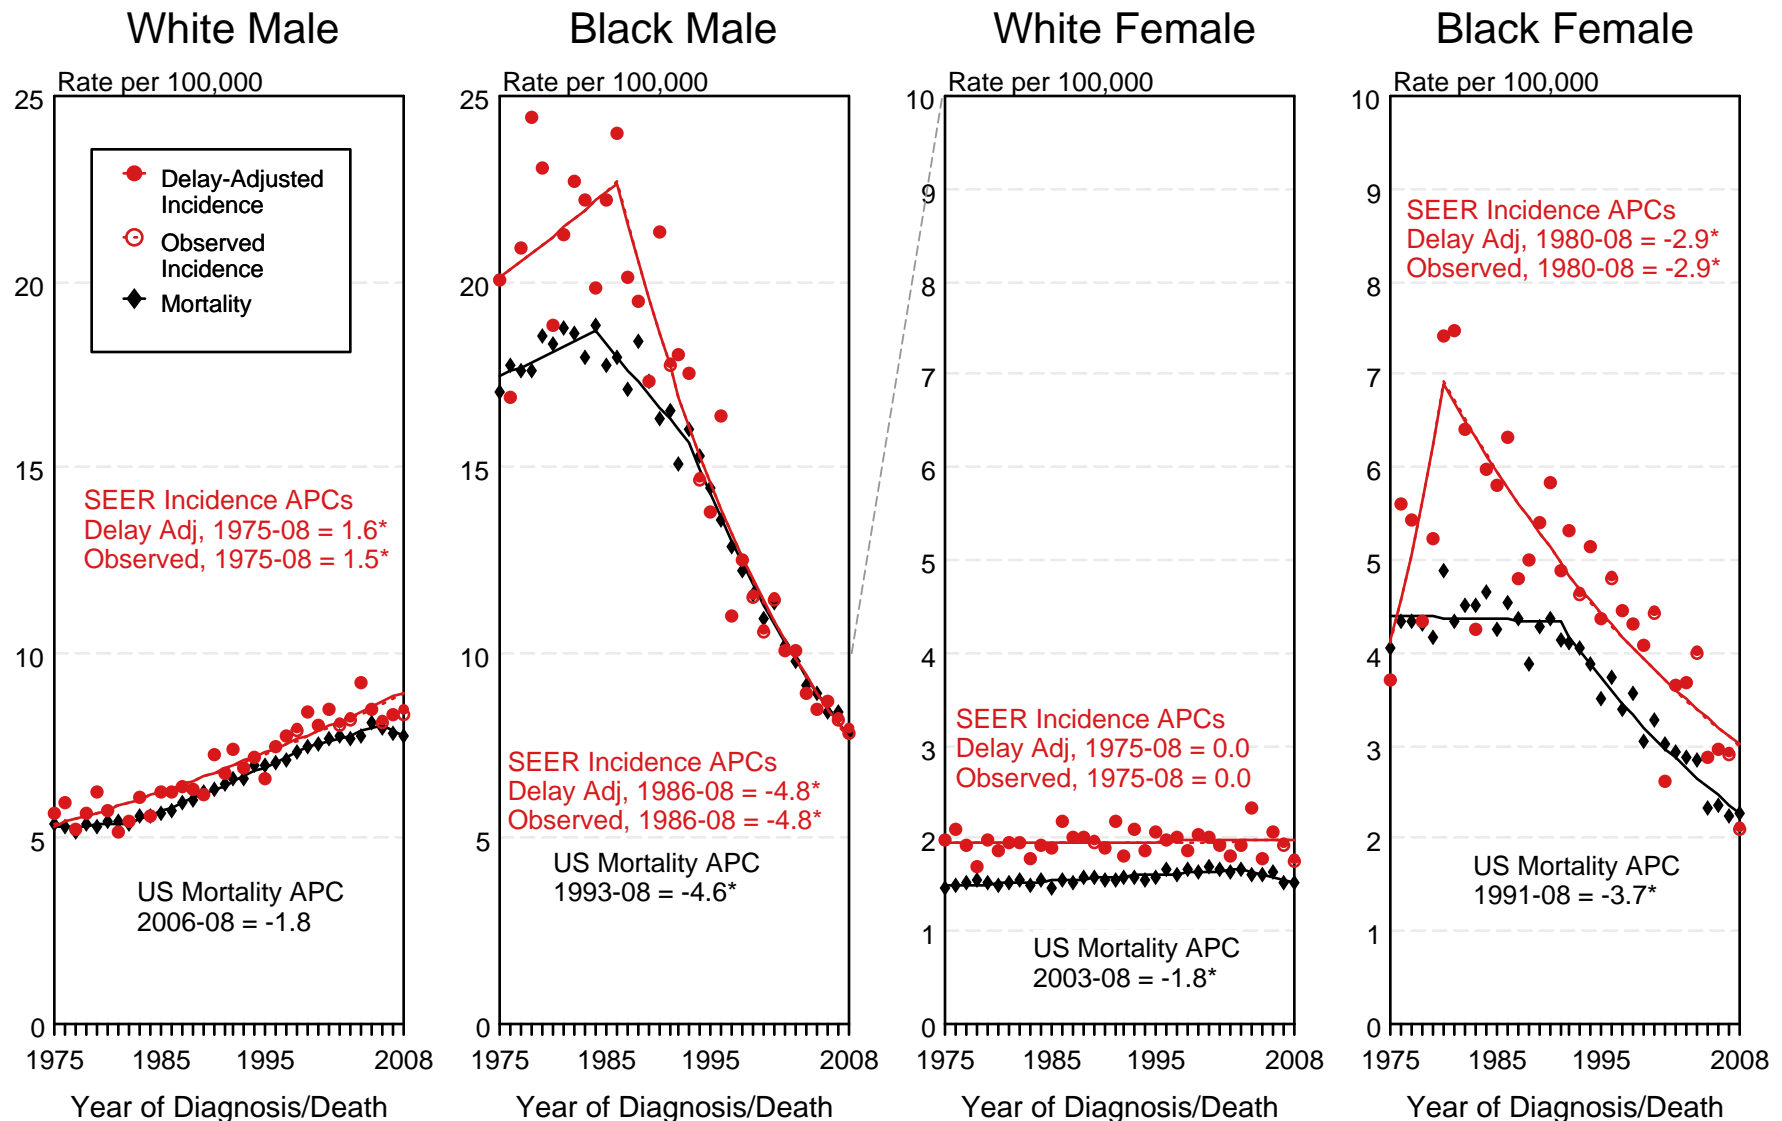 White Male
Rate per 100,000
25
20
15
10
5
0
Delay-Adjusted
Incidence
Observed
Incidence
Mortality
SEER Incidence APCs
Delay Adj, 1975-08 = 1.6*
Observed, 1975-08 = 1.5*
US Mortality APC
2006-08 = -1.8
1975 1985 1995 2008
Year of Diagnosis/Death
Black Male
Rate per 100,000
25
20
15
10
5
0
SEER Incidence APCs
Delay Adj, 1986-08 = -4.8*
Observed, 1986-08 = -4.8*
US Mortality APC
1993-08 = -4.6*
1975 1985 1995 2008
Year of Diagnosis/Death
White Female
Rate per 100,000
10
9
8
7
6
5
4
3
2
1
0
SEER Incidence APCs
Delay Adj, 1975-08 = 0.0
Observed, 1975-08 = 0.0
US Mortality APC
2003-08 = -1.8*
1975 1985 1995 2008
Year of Diagnosis/Death
Black Female
Rate per 100,000
10
9
8
7
6
5
4
3
2
1
0
SEER Incidence APCs
Delay Adj, 1980-08 = -2.9*
Observed, 1980-08 = -2.9*
US Mortality APC
1991-08 = -3.7*
1975 1985 1995 2008
Year of Diagnosis/Death